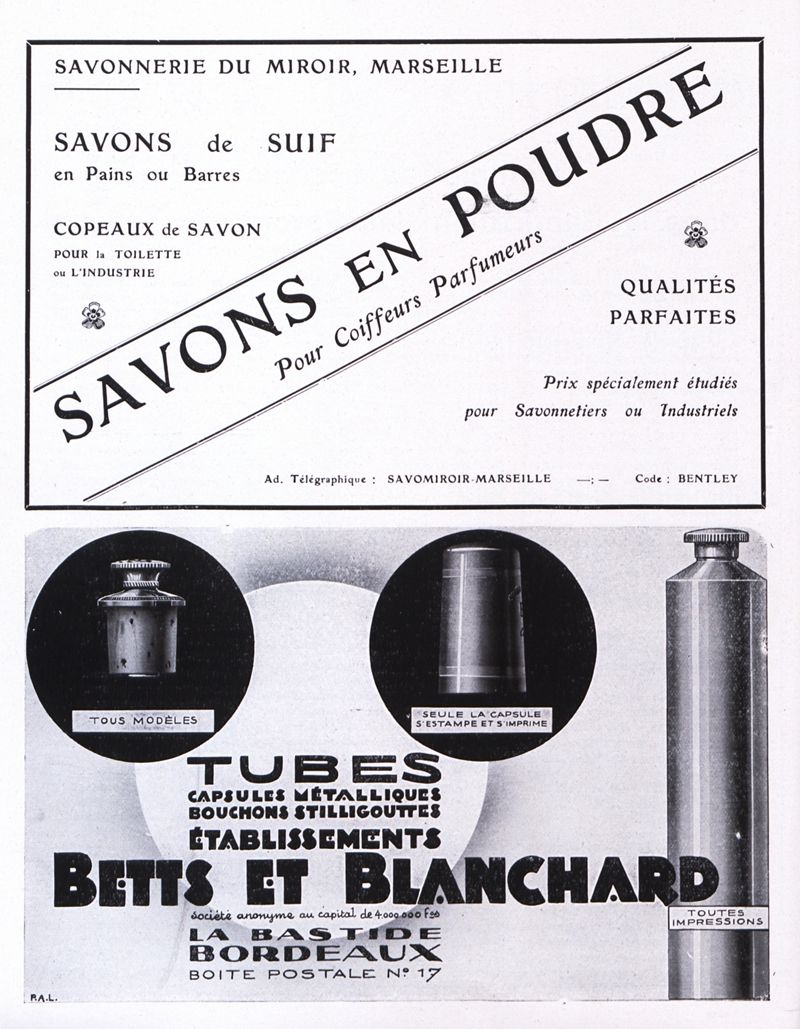 SAVONNERIE DU MIROIR, MARSEILLE
SAVONS de SUIF
en Pains ou Barres
COPEAUX de SAVON
POUR la TOILETTE
ou L'INDUSTRIE
SAVONS EN POUDRE
Pour Coiffeurs Parfumeurs
QUALITÉS
PARFAITES
Prix spécialement étudiés
pour Savonnetiers ou Industriels
Ad. Télégraphique : SAVOMIROIR-MARSEILLE —:— Code : BENTLEY
TOUS MODÈLES
SEULE LA CAPSULE
S'ESTAMPE ET S'IMPRIME
TUBES
CAPSULES MÉTALLIQUES
BOUCHONS STILLIGOUTTES
ÉTABLISSEMENTS
BETTS ET BLANCHARD
Société anonyme au capital de 4.000.000 Fcs
LA BASTIDE
BORDEAUX
BOITE POSTALE No 17
TOUTES
IMPRESSIONS
P.A.L.